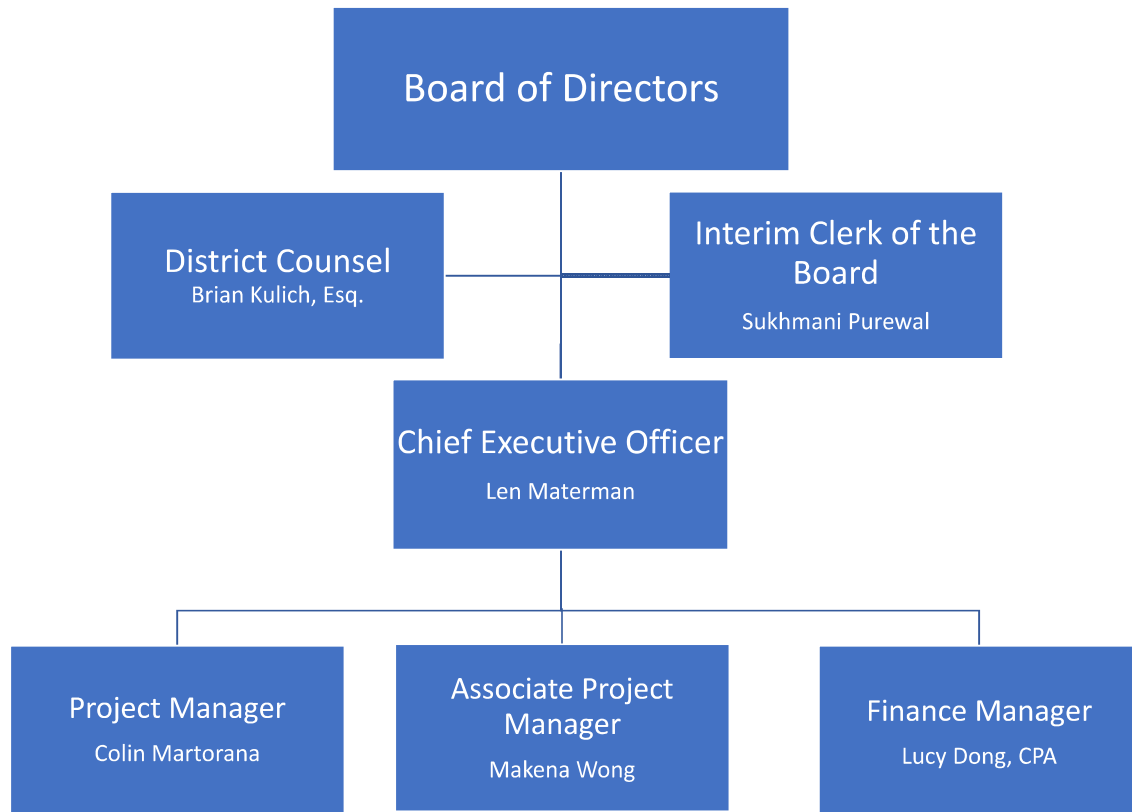 Board of Directors
District Counsel
Brian Kulich, Esq.
Interim Clerk of the
Board
Sukhmani Purewal
Chief Executive Officer
Len Materman
Project Manager
Colin Martorana
Associate Project
Manager
Makena Wong
Finance Manager
Lucy Dong, CPA